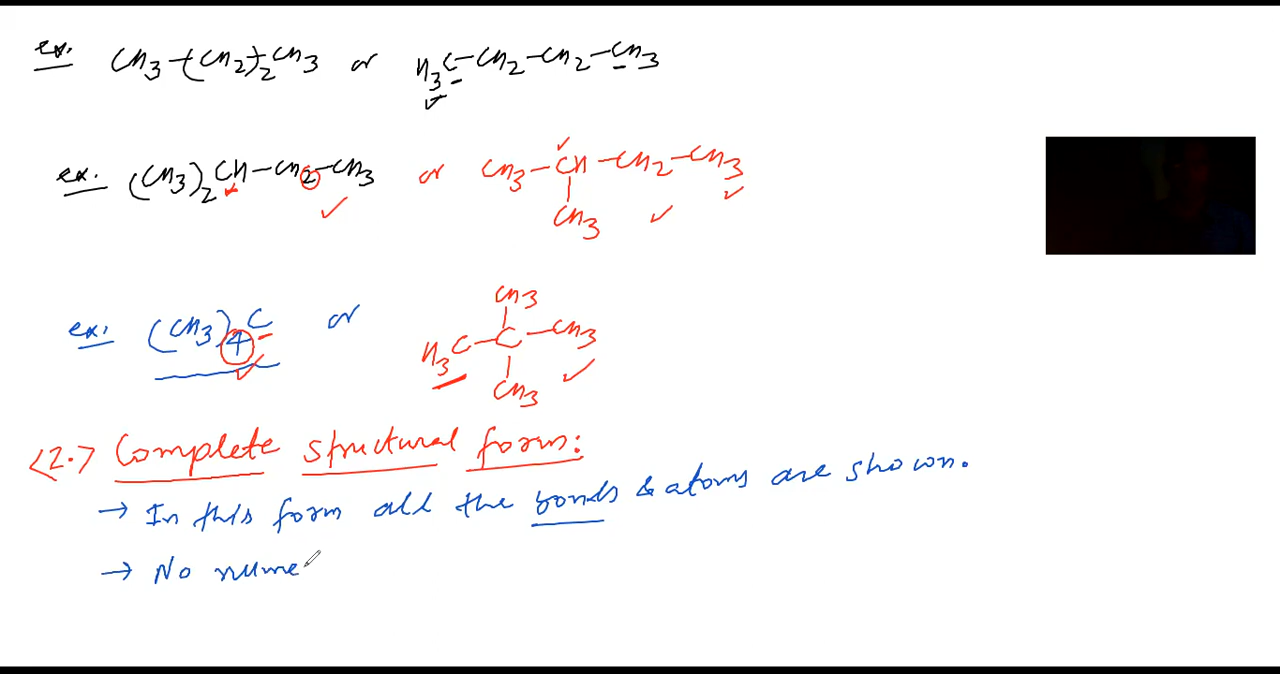 ex. CH3-(CH2)2-CH3 or H3C-CH2-CH2-CH3
ex. (CH3)2CH-CH2-CH3 or CH3-CH-CH2-CH3
CH3
CH3
ex: (CH3)4C or H3C-C-CH3
CH3
<2.> Complete structural form:
→ In this form all the bonds & atoms are shown.
→ No nume